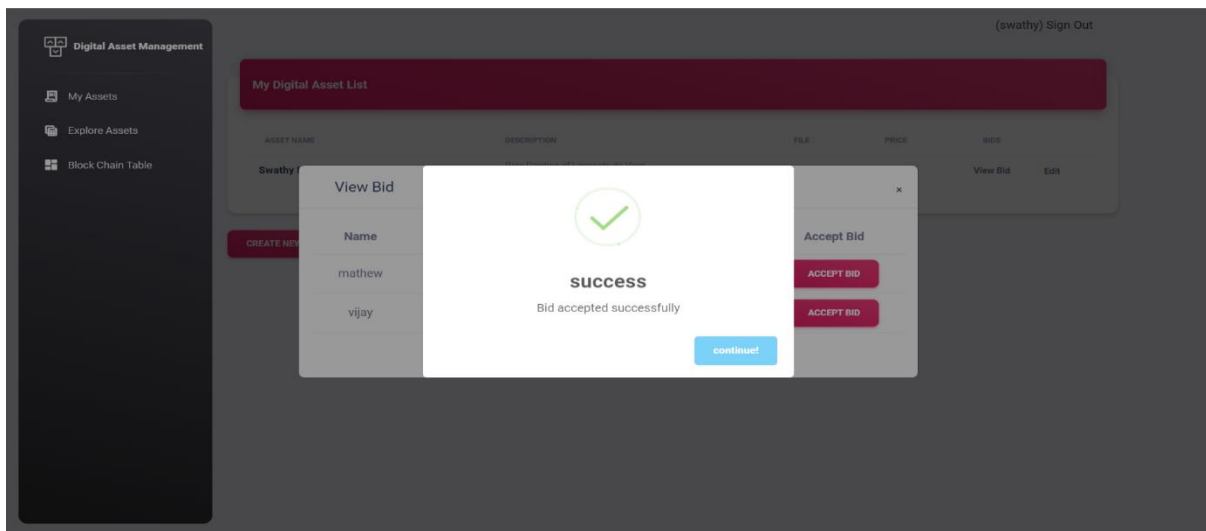 (swathy) Sign Out
Digital Asset Management
My Assets
Explore Assets
Block Chain Table
My Digital Asset List
ASSET NAME DESCRIPTION FILE PRICE BIDS
Swathy View Bid Edit
CREATE NEW
View Bid ×
Name Accept Bid
mathew ACCEPT BID
vijay ACCEPT BID
success
Bid accepted successfully
continue!